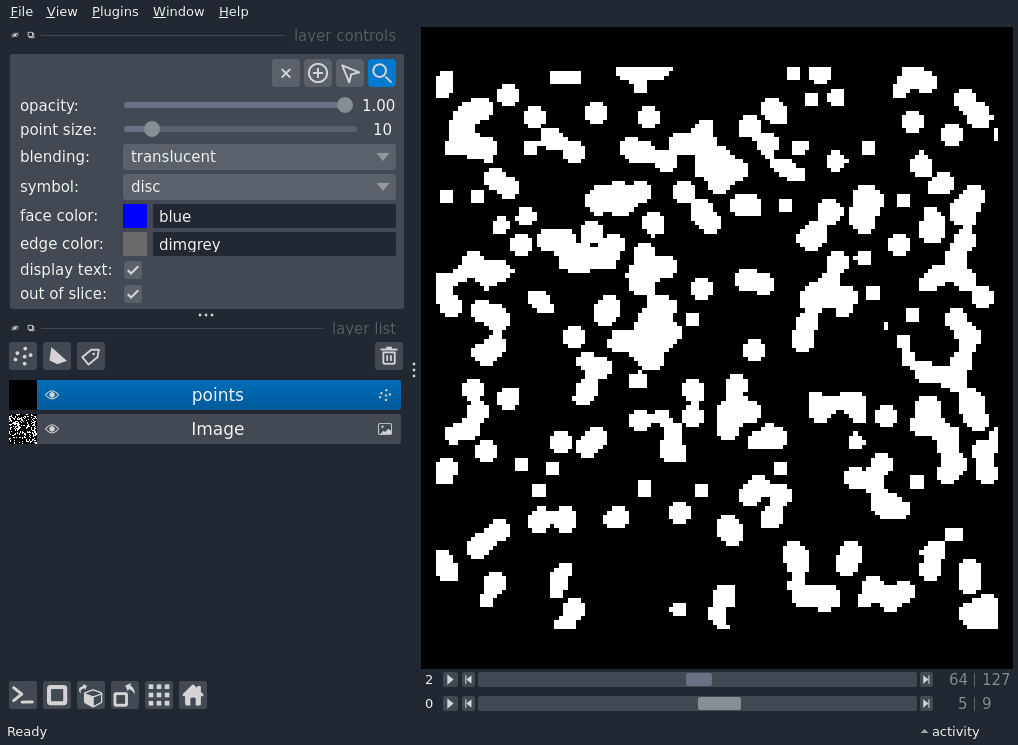 File View Plugins Window Help
layer controls
opacity: 1.00
point size: 10
blending: translucent
symbol: disc
face color: blue
edge color: dimgrey
display text:
out of slice:
layer list
points
Image
2 64 | 127
0 5 | 9
Ready activity